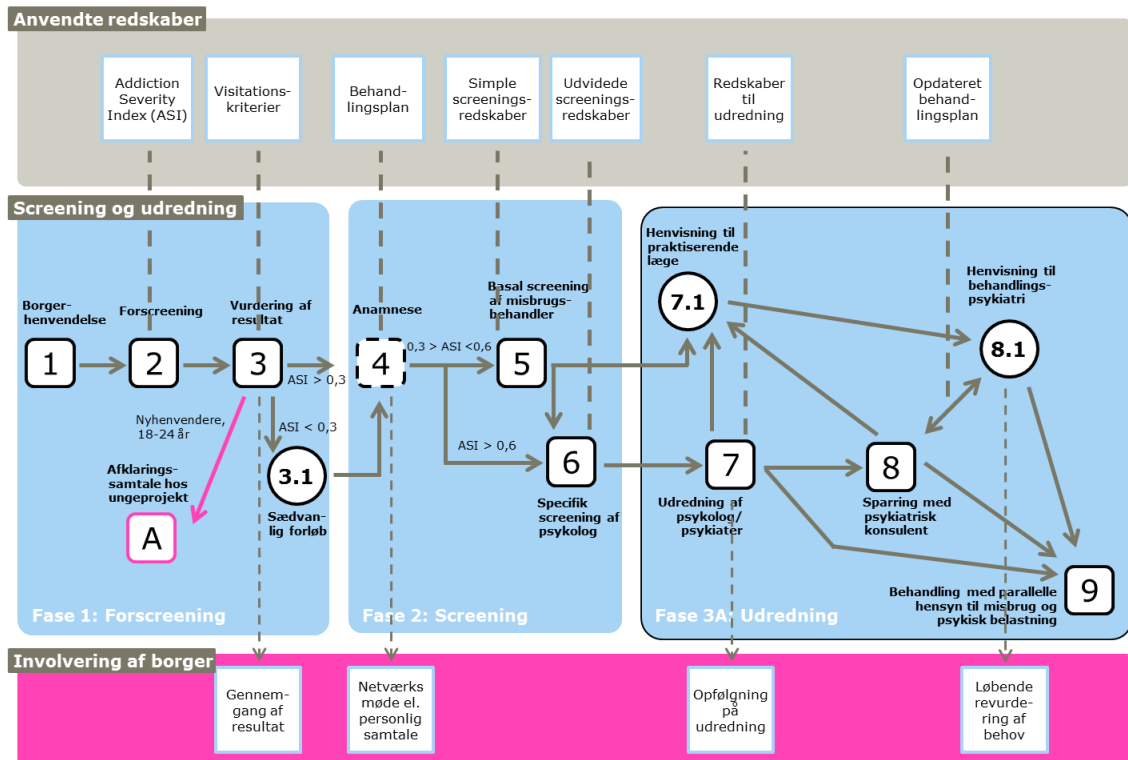 Anvendte redskaber
Addiction
Severity
Index (ASI)
Visitations-
kriterier
Behand-
lingsplan
Simple
screenings-
redskaber
Udvidede
screenings-
redskaber
Redskaber
til
udredning
Opdateret
behand-
lingsplan
Screening og udredning
Borger-
henvendelse
1
Forscreening
2
Vurdering af
resultat
3
ASI > 0,3
ASI < 0,3
Nyhenvendere,
18-24 år
3.1
Sædvan-
lig forløb
Afklarings-
samtale hos
ungeprojekt
A
Fase 1: Forscreening
Anamnese
4
0,3 > ASI <0,6
ASI > 0,6
Basal screening
af misbrugs-
behandler
5
6
Specifik
screening af
psykolog
Fase 2: Screening
Henvisning til
praktiserende
læge
7.1
7
Udredning af
psykolog/
psykiater
Henvisning til
behandlings-
psykiatri
8.1
8
Sparring med
psykiatrisk
konsulent
9
Behandling med parallelle
hensyn til misbrug og
psykisk belastning
Fase 3A: Udredning
Involvering af borger
Gennem-
gang af
resultat
Netværks
møde el.
personlig
samtale
Opfølgning
på
udredning
Løbende
revurde-
ring af
behov